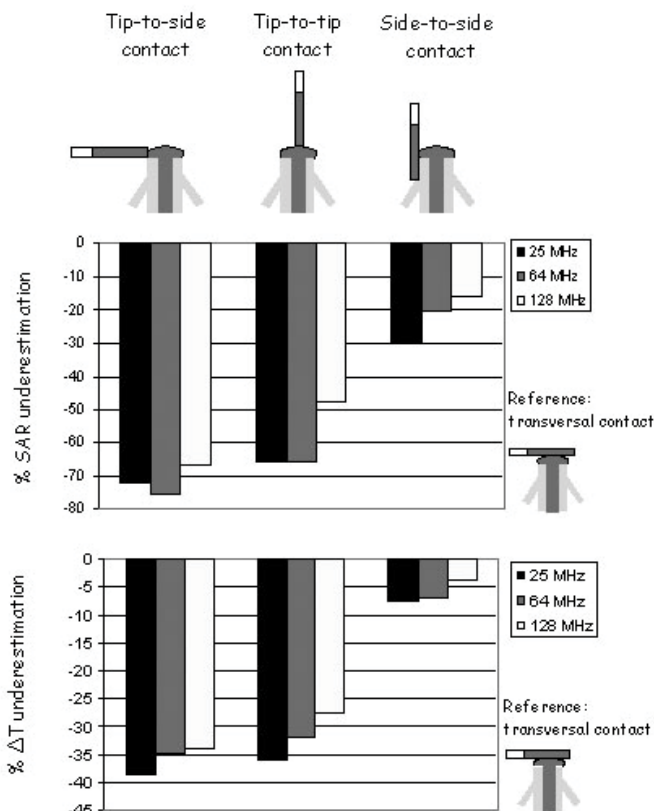 Tip-to-side contact
Tip-to-tip contact
Side-to-side contact
% SAR underestimation
0
-10
-20
-30
-40
-50
-60
-70
-80
25 MHz
64 MHz
128 MHz
Reference:
transversal contact
% ΔT underestimation
0
-5
-10
-15
-20
-25
-30
-35
-40
-45
25 MHz
64 MHz
128 MHz
Reference:
transversal contact